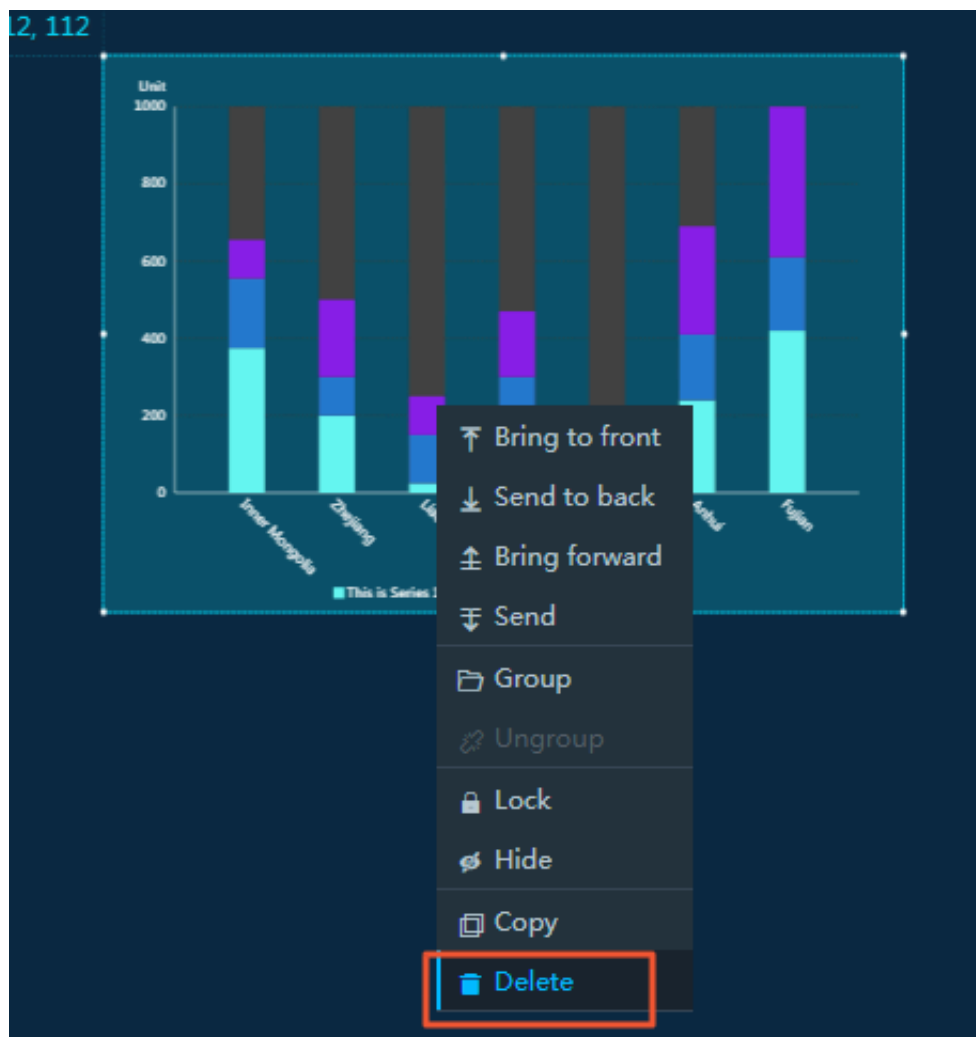 12, 112
Unit
1000
800
600
400
200
0
Inner Mongolia
Zhejiang
Anhui
Fujian
This is Series
Bring to front
Send to back
Bring forward
Send
Group
Ungroup
Lock
Hide
Copy
Delete